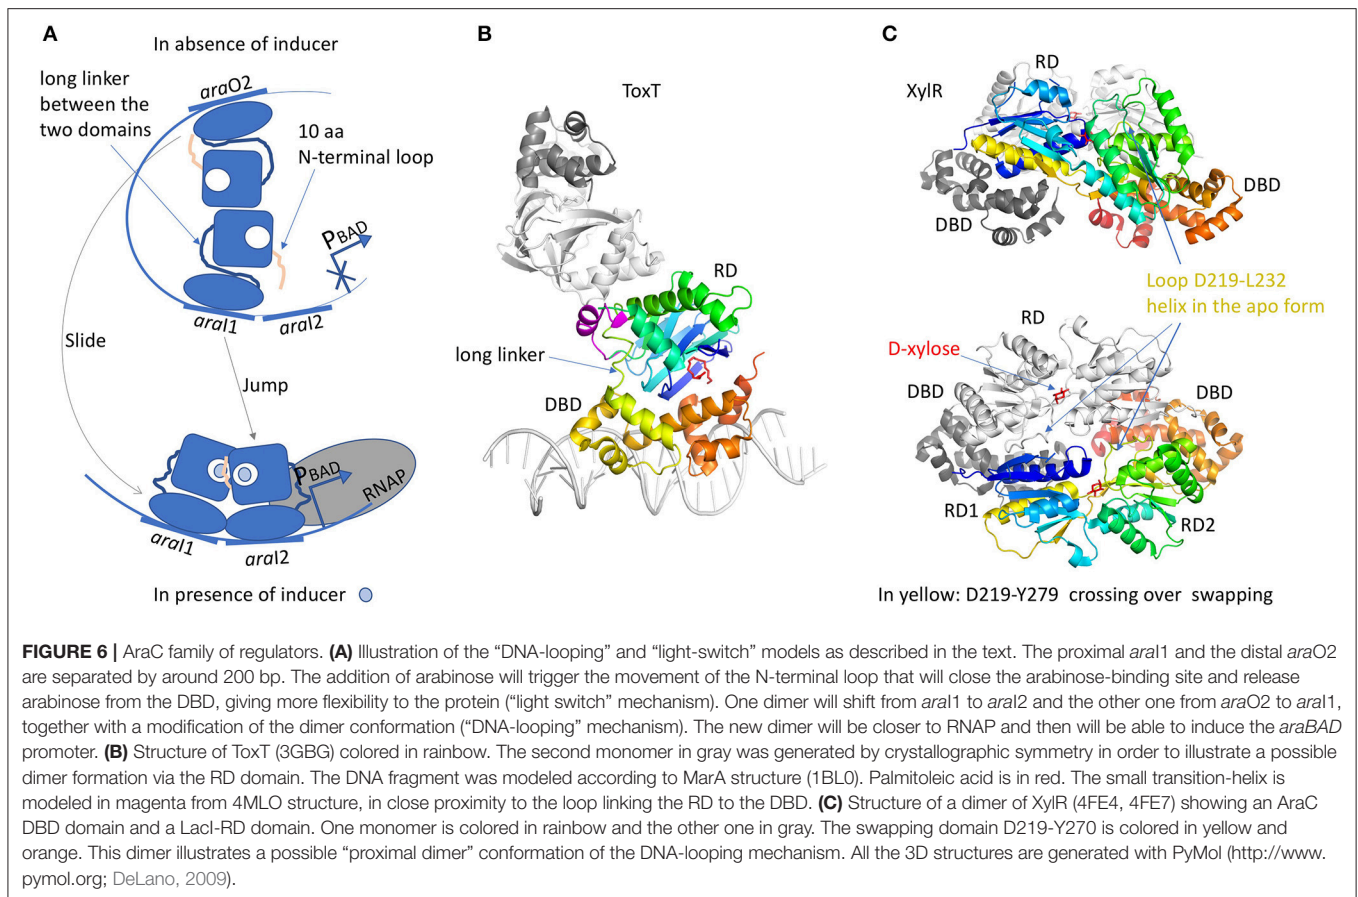 A
In absence of inducer
long linker
between the
two domains
araO2
10 aa
N-terminal loop
PBAD
araI1
araI2
Slide
Jump
PBAD
RNAP
araI1
araI2
In presence of inducer
B
ToxT
RD
long linker
DBD
C
RD
XylR
DBD
DBD
Loop D219-L232
helix in the apo form
RD
D-xylose
DBD
DBD
RD1
RD2
In yellow: D219-Y279 crossing over swapping
FIGURE 6 | AraC family of regulators. (A) Illustration of the “DNA-looping” and “light-switch” models as described in the text. The proximal araI1 and the distal araO2
are separated by around 200 bp. The addition of arabinose will trigger the movement of the N-terminal loop that will close the arabinose-binding site and release
arabinose from the DBD, giving more flexibility to the protein (“light switch” mechanism). One dimer will shift from araI1 to araI2 and the other one from araO2 to araI1,
together with a modification of the dimer conformation (“DNA-looping” mechanism). The new dimer will be closer to RNAP and then will be able to induce the araBAD
promoter. (B) Structure of ToxT (3GBG) colored in rainbow. The second monomer in gray was generated by crystallographic symmetry in order to illustrate a possible
dimer formation via the RD domain. The DNA fragment was modeled according to MarA structure (1BL0). Palmitoleic acid is in red. The small transition-helix is
modeled in magenta from 4MLO structure, in close proximity to the loop linking the RD to the DBD. (C) Structure of a dimer of XylR (4FE4, 4FE7) showing an AraC
DBD domain and a LacI-RD domain. One monomer is colored in rainbow and the other one in gray. The swapping domain D219-Y270 is colored in yellow and
orange. This dimer illustrates a possible “proximal dimer” conformation of the DNA-looping mechanism. All the 3D structures are generated with PyMol (http://www.
pymol.org; DeLano, 2009).